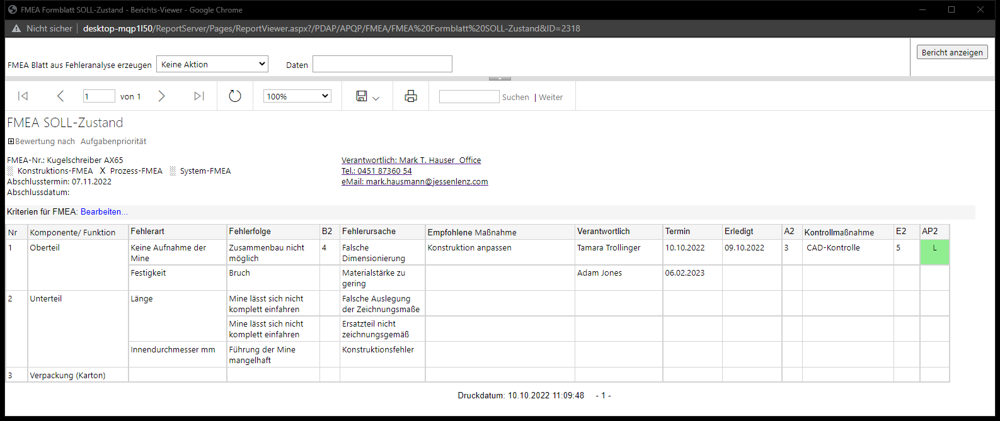 FMEA Formblatt SOLL-Zustand - Berichts-Viewer - Google Chrome
Nicht sicher | desktop-mqp1l50/ReportServer/Pages/ReportViewer.aspx?/PDAP/APQP/FMEA/FMEA%20Formblatt%20SOLL-Zustand&ID=2318
FMEA Blatt aus Fehleranalyse erzeugen Keine Aktion Daten Bericht anzeigen
1 von 1 100% Suchen | Weiter
FMEA SOLL-Zustand
Bewertung nach Aufgabenpriorität
FMEA-Nr.: Kugelschreiber AX65 Verantwortlich: Mark T. Hauser Office
Konstruktions-FMEA X Prozess-FMEA System-FMEA Tel.: 0451 87360 54
Abschlusstermin: 07.11.2022 eMail: mark.hausmann@jessenlenz.com
Abschlussdatum:
Kriterien für FMEA: Bearbeiten...
Nr Komponente/ Funktion Fehlerart Fehlerfolge B2 Fehlerursache Empfohlene Maßnahme Verantwortlich Termin Erledigt A2 Kontrollmaßnahme E2 AP2
1 Oberteil Keine Aufnahme der Zusammenbau nicht 4 Falsche Konstruktion anpassen Tamara Trollinger 10.10.2022 09.10.2022 3 CAD-Kontrolle 5 L
Mine möglich Dimensionierung
Festigkeit Bruch Materialstärke zu Adam Jones 06.02.2023
gering
2 Unterteil Länge Mine lässt sich nicht Falsche Auslegung
komplett einfahren der Zeichnungsmaße
Mine lässt sich nicht Ersatzteil nicht
komplett einfahren zeichnungsgemäß
Innendurchmesser mm Führung der Mine Konstruktionsfehler
mangelhaft
3 Verpackung (Karton)
Druckdatum: 10.10.2022 11:09:48 - 1 -